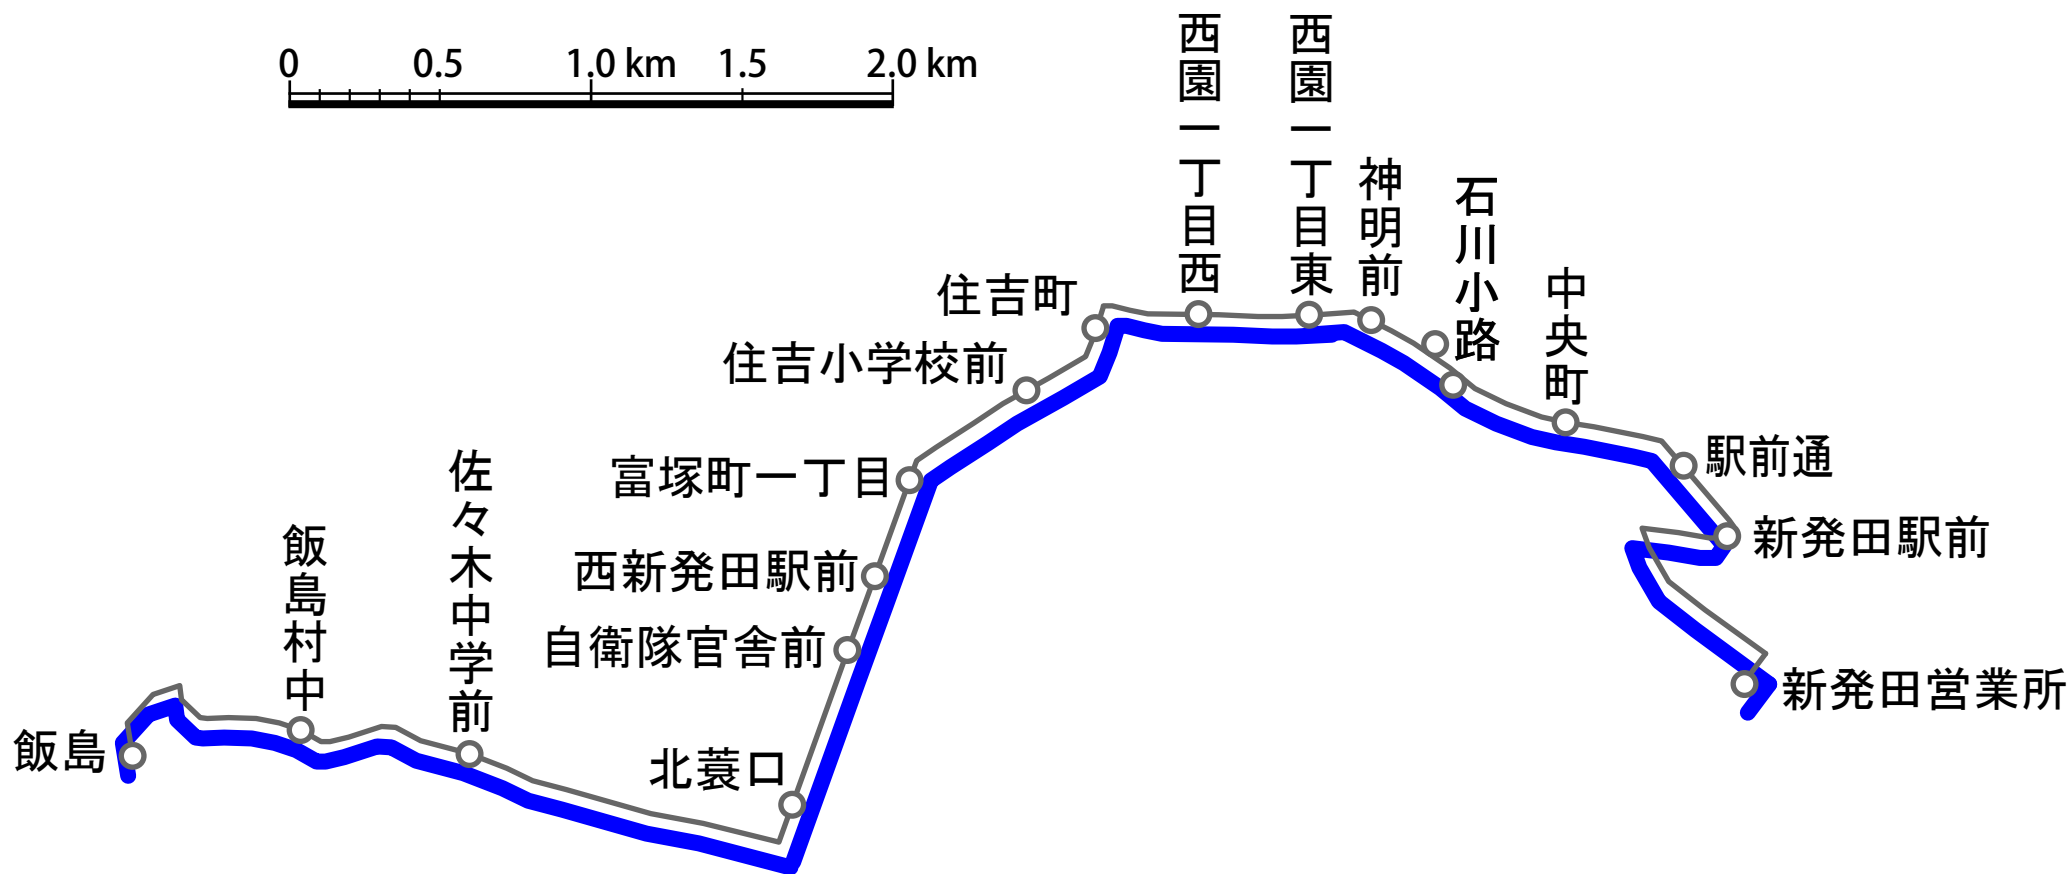 0 0.5 1.0 km 1.5 2.0 km
西園一丁目西
西園一丁目東
神明前
石川小路
中央町
住吉町
住吉小学校前
駅前通
富塚町一丁目
佐々木中学前
新発田駅前
西新発田駅前
飯島村中
自衛隊官舎前
新発田営業所
飯島
北蓑口